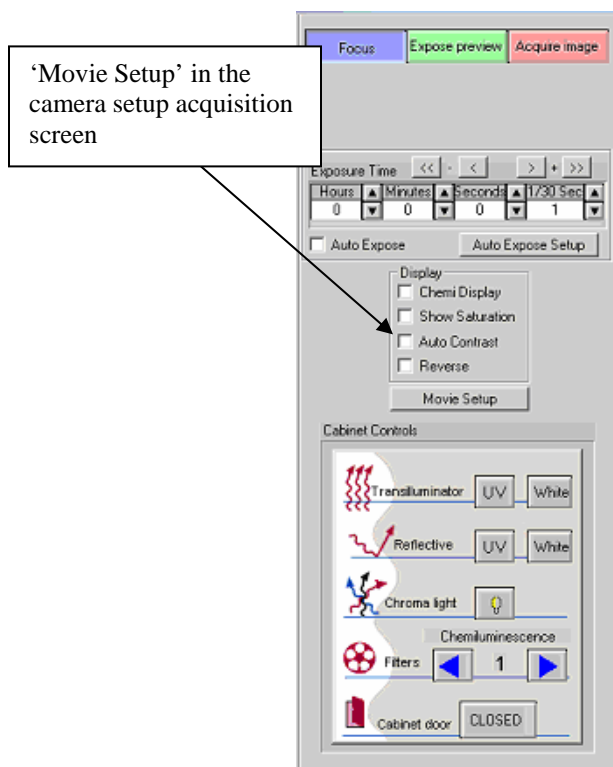 Focus Expose preview Acquire image
‘Movie Setup’ in the
camera setup acquisition
screen
Exposure Time << - < > + >>
Hours Minutes Seconds 1/30 Sec
0 0 0 1
Auto Expose Auto Expose Setup
Display
Chemi Display
Show Saturation
Auto Contrast
Reverse
Movie Setup
Cabinet Controls
Transilluminator UV White
Reflective UV White
Chroma light
Chemiluminescence
Filters 1
Cabinet door CLOSED